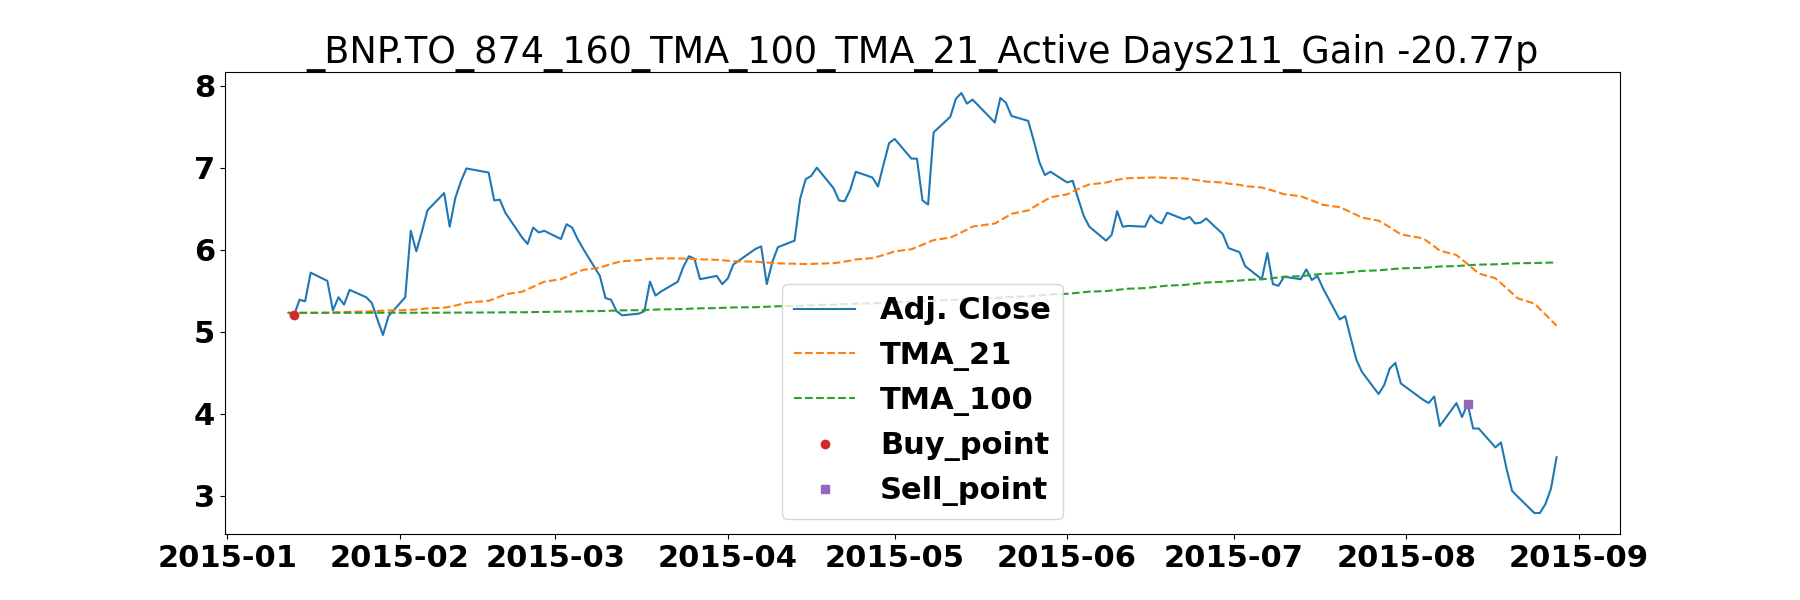 _BNP.TO_874_160_TMA_100_TMA_21_Active Days211_Gain -20.77p
8
7
6
5
4
3
Adj. Close
TMA_21
TMA_100
Buy_point
Sell_point
2015-01 2015-02 2015-03 2015-04 2015-05 2015-06 2015-07 2015-08 2015-09